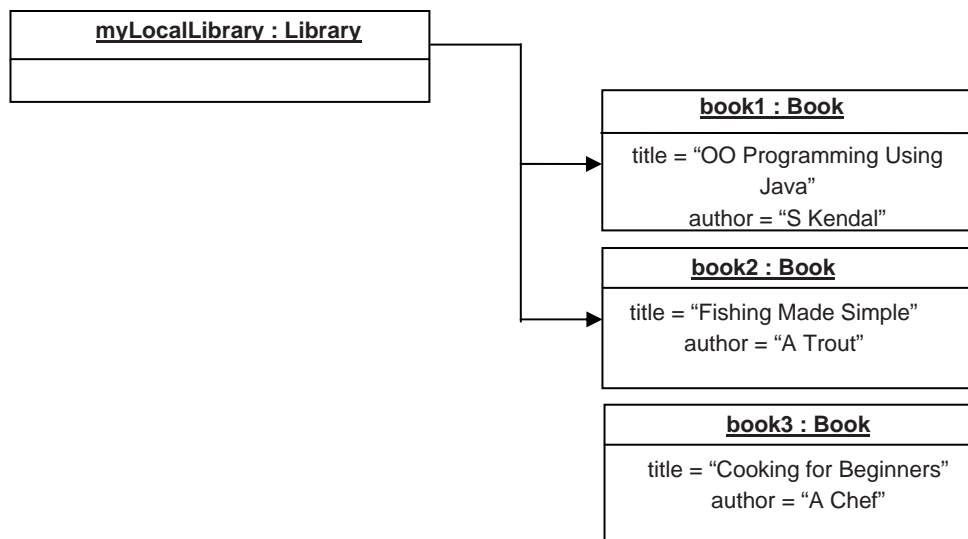 myLocalLibrary : Library
book1 : Book
title = “OO Programming Using
Java”
author = “S Kendal”
book2 : Book
title = “Fishing Made Simple”
author = “A Trout”
book3 : Book
title = “Cooking for Beginners”
author = “A Chef”